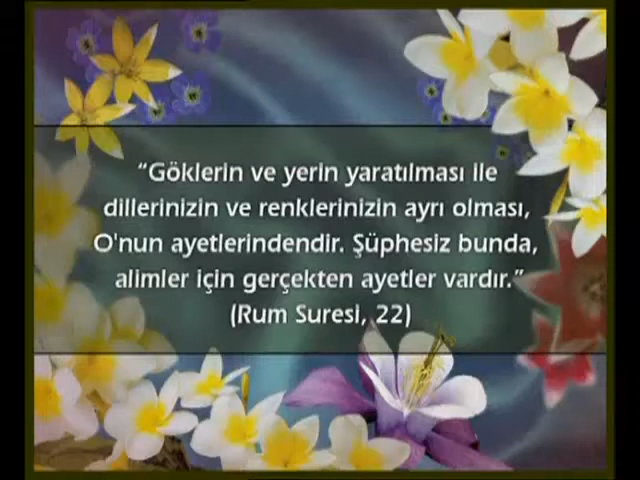 “Göklerin ve yerin yaratılması ile
dillerinizin ve renklerinizin ayrı olması,
O'nun ayetlerindendir. Şüphesiz bunda,
alimler için gerçekten ayetler vardır.”
(Rum Suresi, 22)